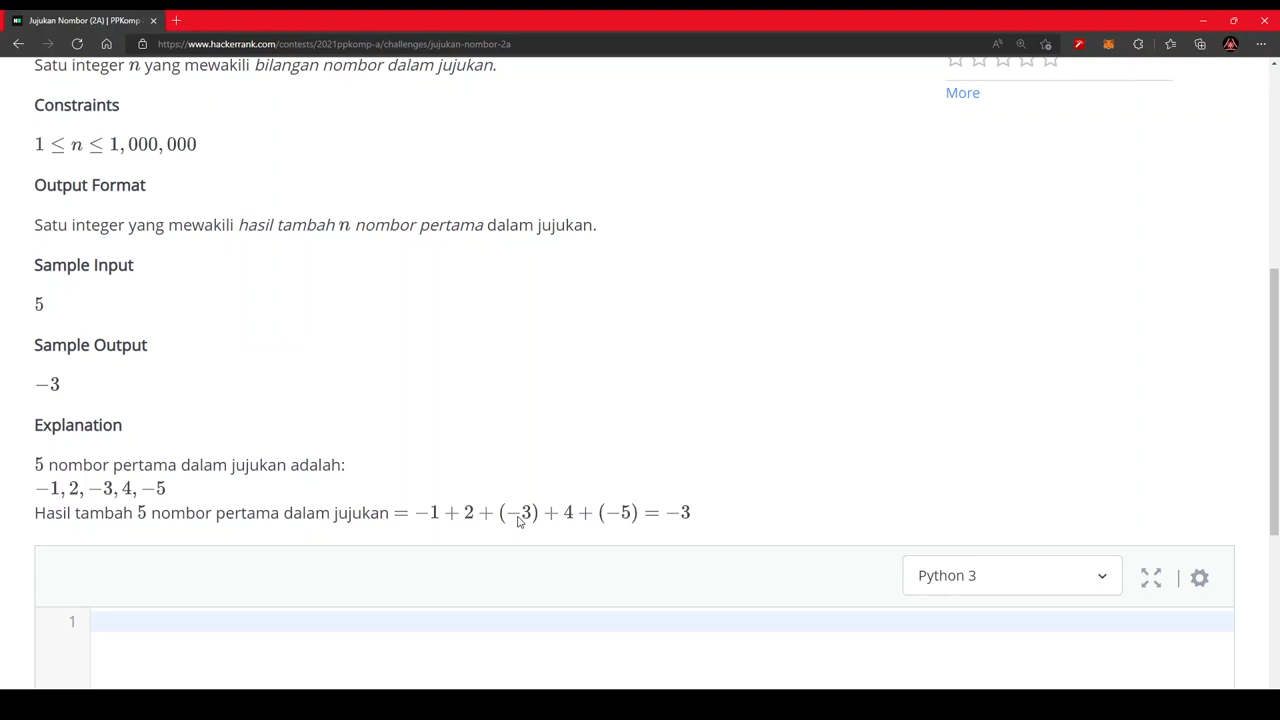 Jujukan Nombor (2A) | PPKomp
https://www.hackerrank.com/contests/2021ppkomp-a/challenges/jujukan-nombor-2a
Satu integer n yang mewakili bilangan nombor dalam jujukan.
More
Constraints
1 ≤ n ≤ 1,000,000
Output Format
Satu integer yang mewakili hasil tambah n nombor pertama dalam jujukan.
Sample Input
5
Sample Output
−3
Explanation
5 nombor pertama dalam jujukan adalah:
−1, 2, −3, 4, −5
Hasil tambah 5 nombor pertama dalam jujukan = −1 + 2 + (−3) + 4 + (−5) = −3
Python 3
1